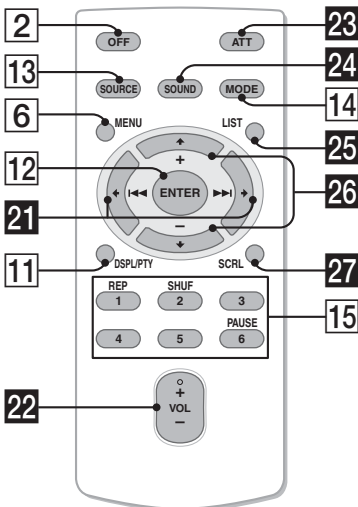 2 OFF ATT 23
13 SOURCE SOUND MODE 24
14
6 MENU LIST 25
+
12 ENTER 26
21
−
11 DSPL/PTY SCRL 27
REP SHUF
1 2 3 15
PAUSE
4 5 6
+
22 VOL
−